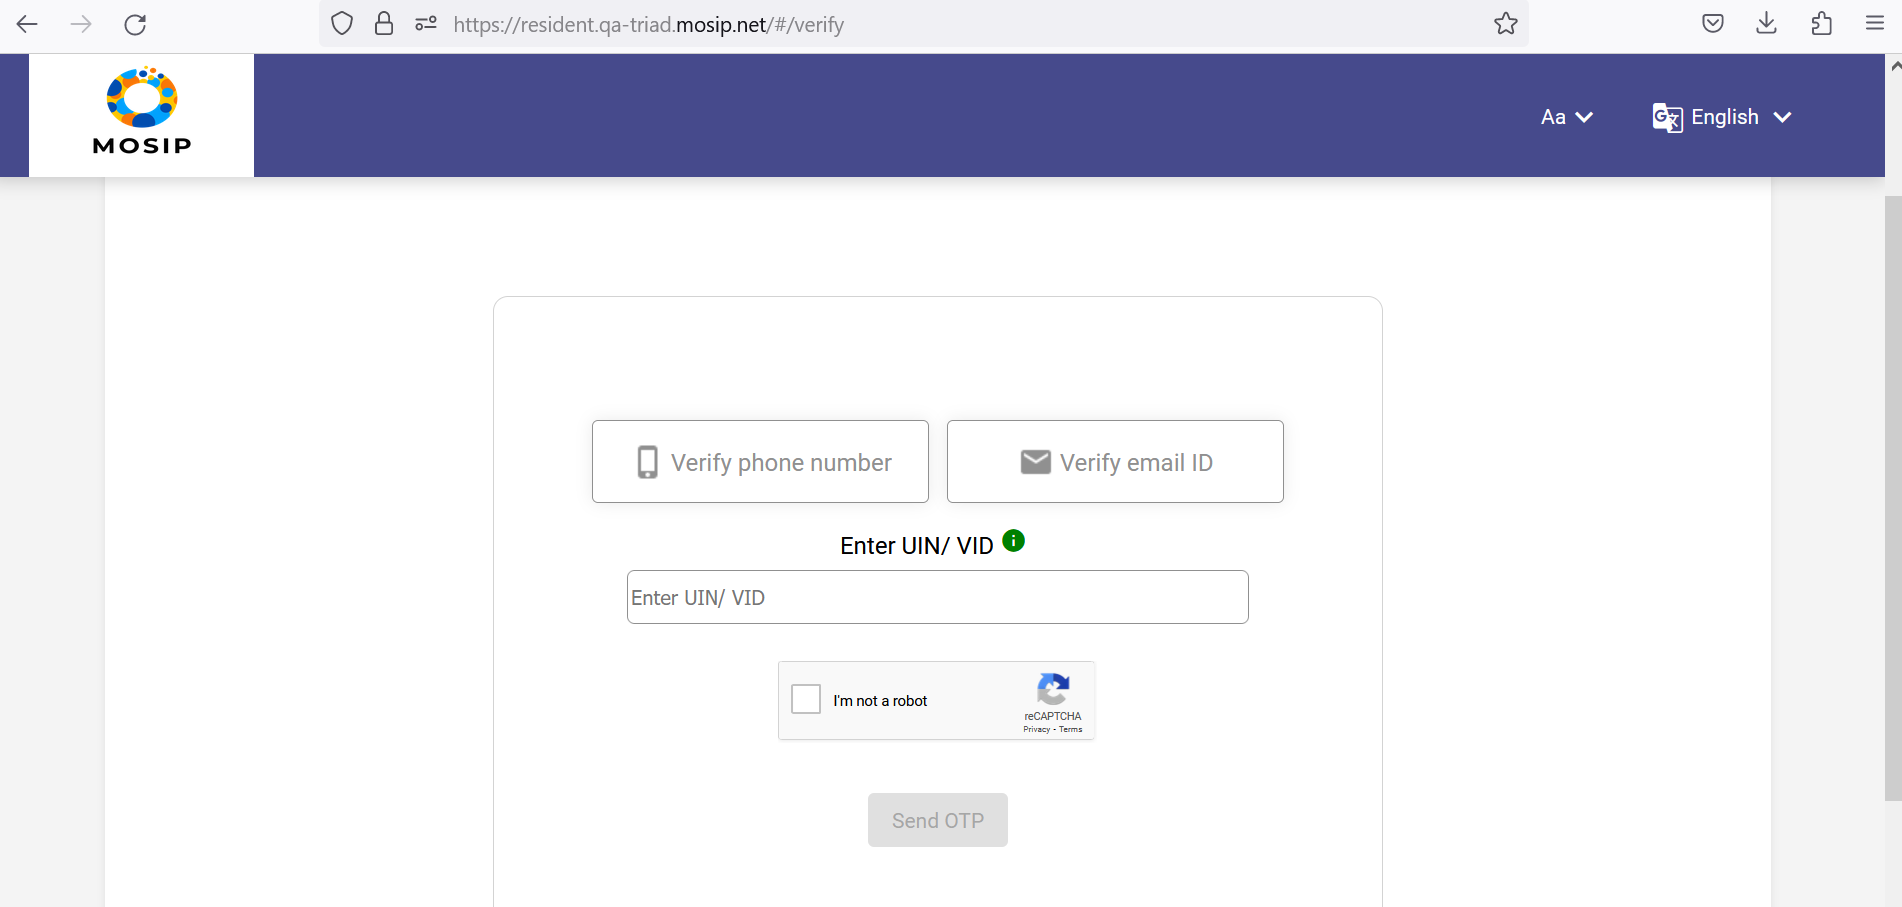 https://resident.qa-triad.mosip.net/#/verify
MOSIP
Aa
English
Verify phone number
Verify email ID
Enter UIN/ VID
Enter UIN/ VID
I'm not a robot
reCAPTCHA
Privacy - Terms
Send OTP